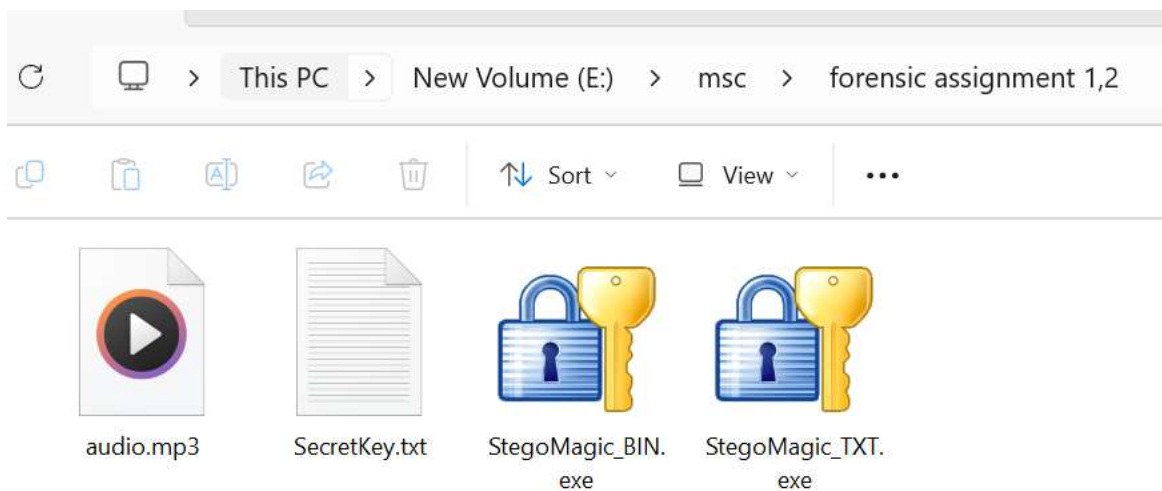 This PC > New Volume (E:) > msc > forensic assignment 1,2
Sort View
audio.mp3 SecretKey.txt StegoMagic_BIN. StegoMagic_TXT.
exe exe